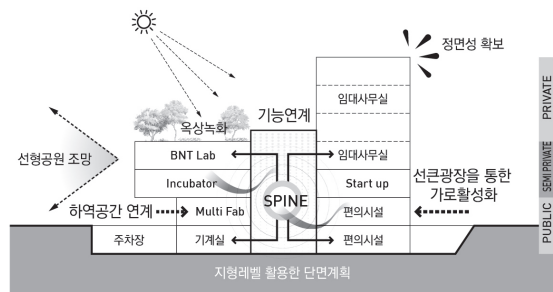 정면성 확보
임대사무실
기능연계
옥상녹화
선형공원 조망
BNT Lab
임대사무실
Incubator
Start up
선큰광장을 통한
가로활성화
SPINE
하역공간 연계
Multi Fab
편의시설
주차장
기계실
편의시설
지형레벨 활용한 단면계획
PRIVATE
SEMI PRIVATE
PUBLIC